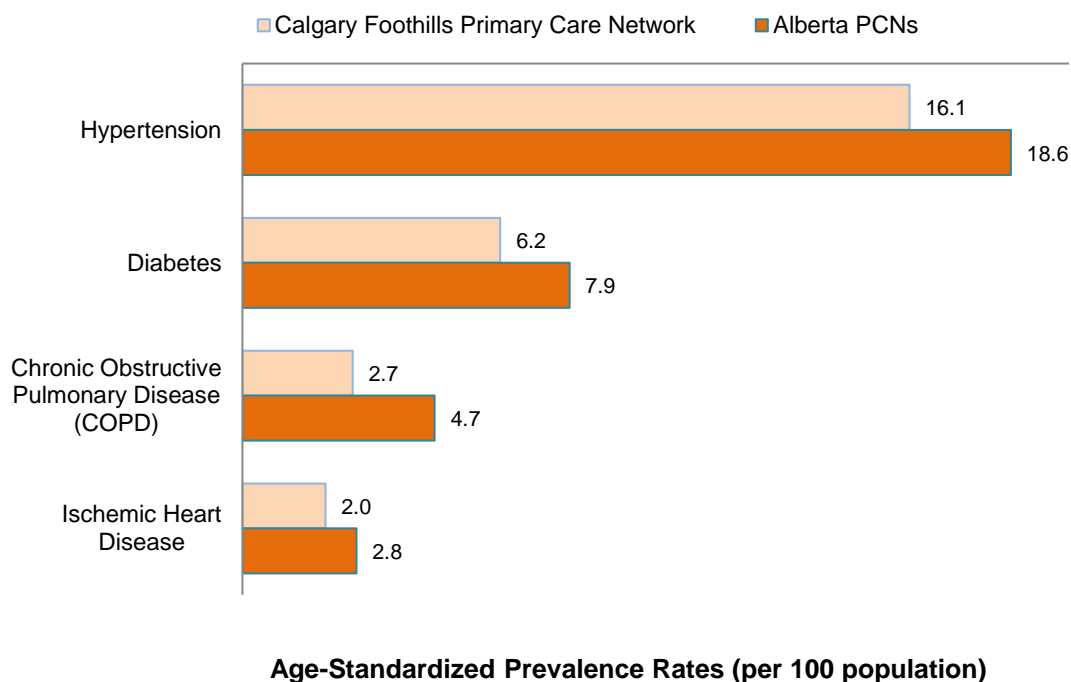 Calgary Foothills Primary Care Network
Alberta PCNs
Hypertension
16.1
18.6
Diabetes
6.2
7.9
Chronic Obstructive
Pulmonary Disease
(COPD)
2.7
4.7
Ischemic Heart
Disease
2.0
2.8
Age-Standardized Prevalence Rates (per 100 population)